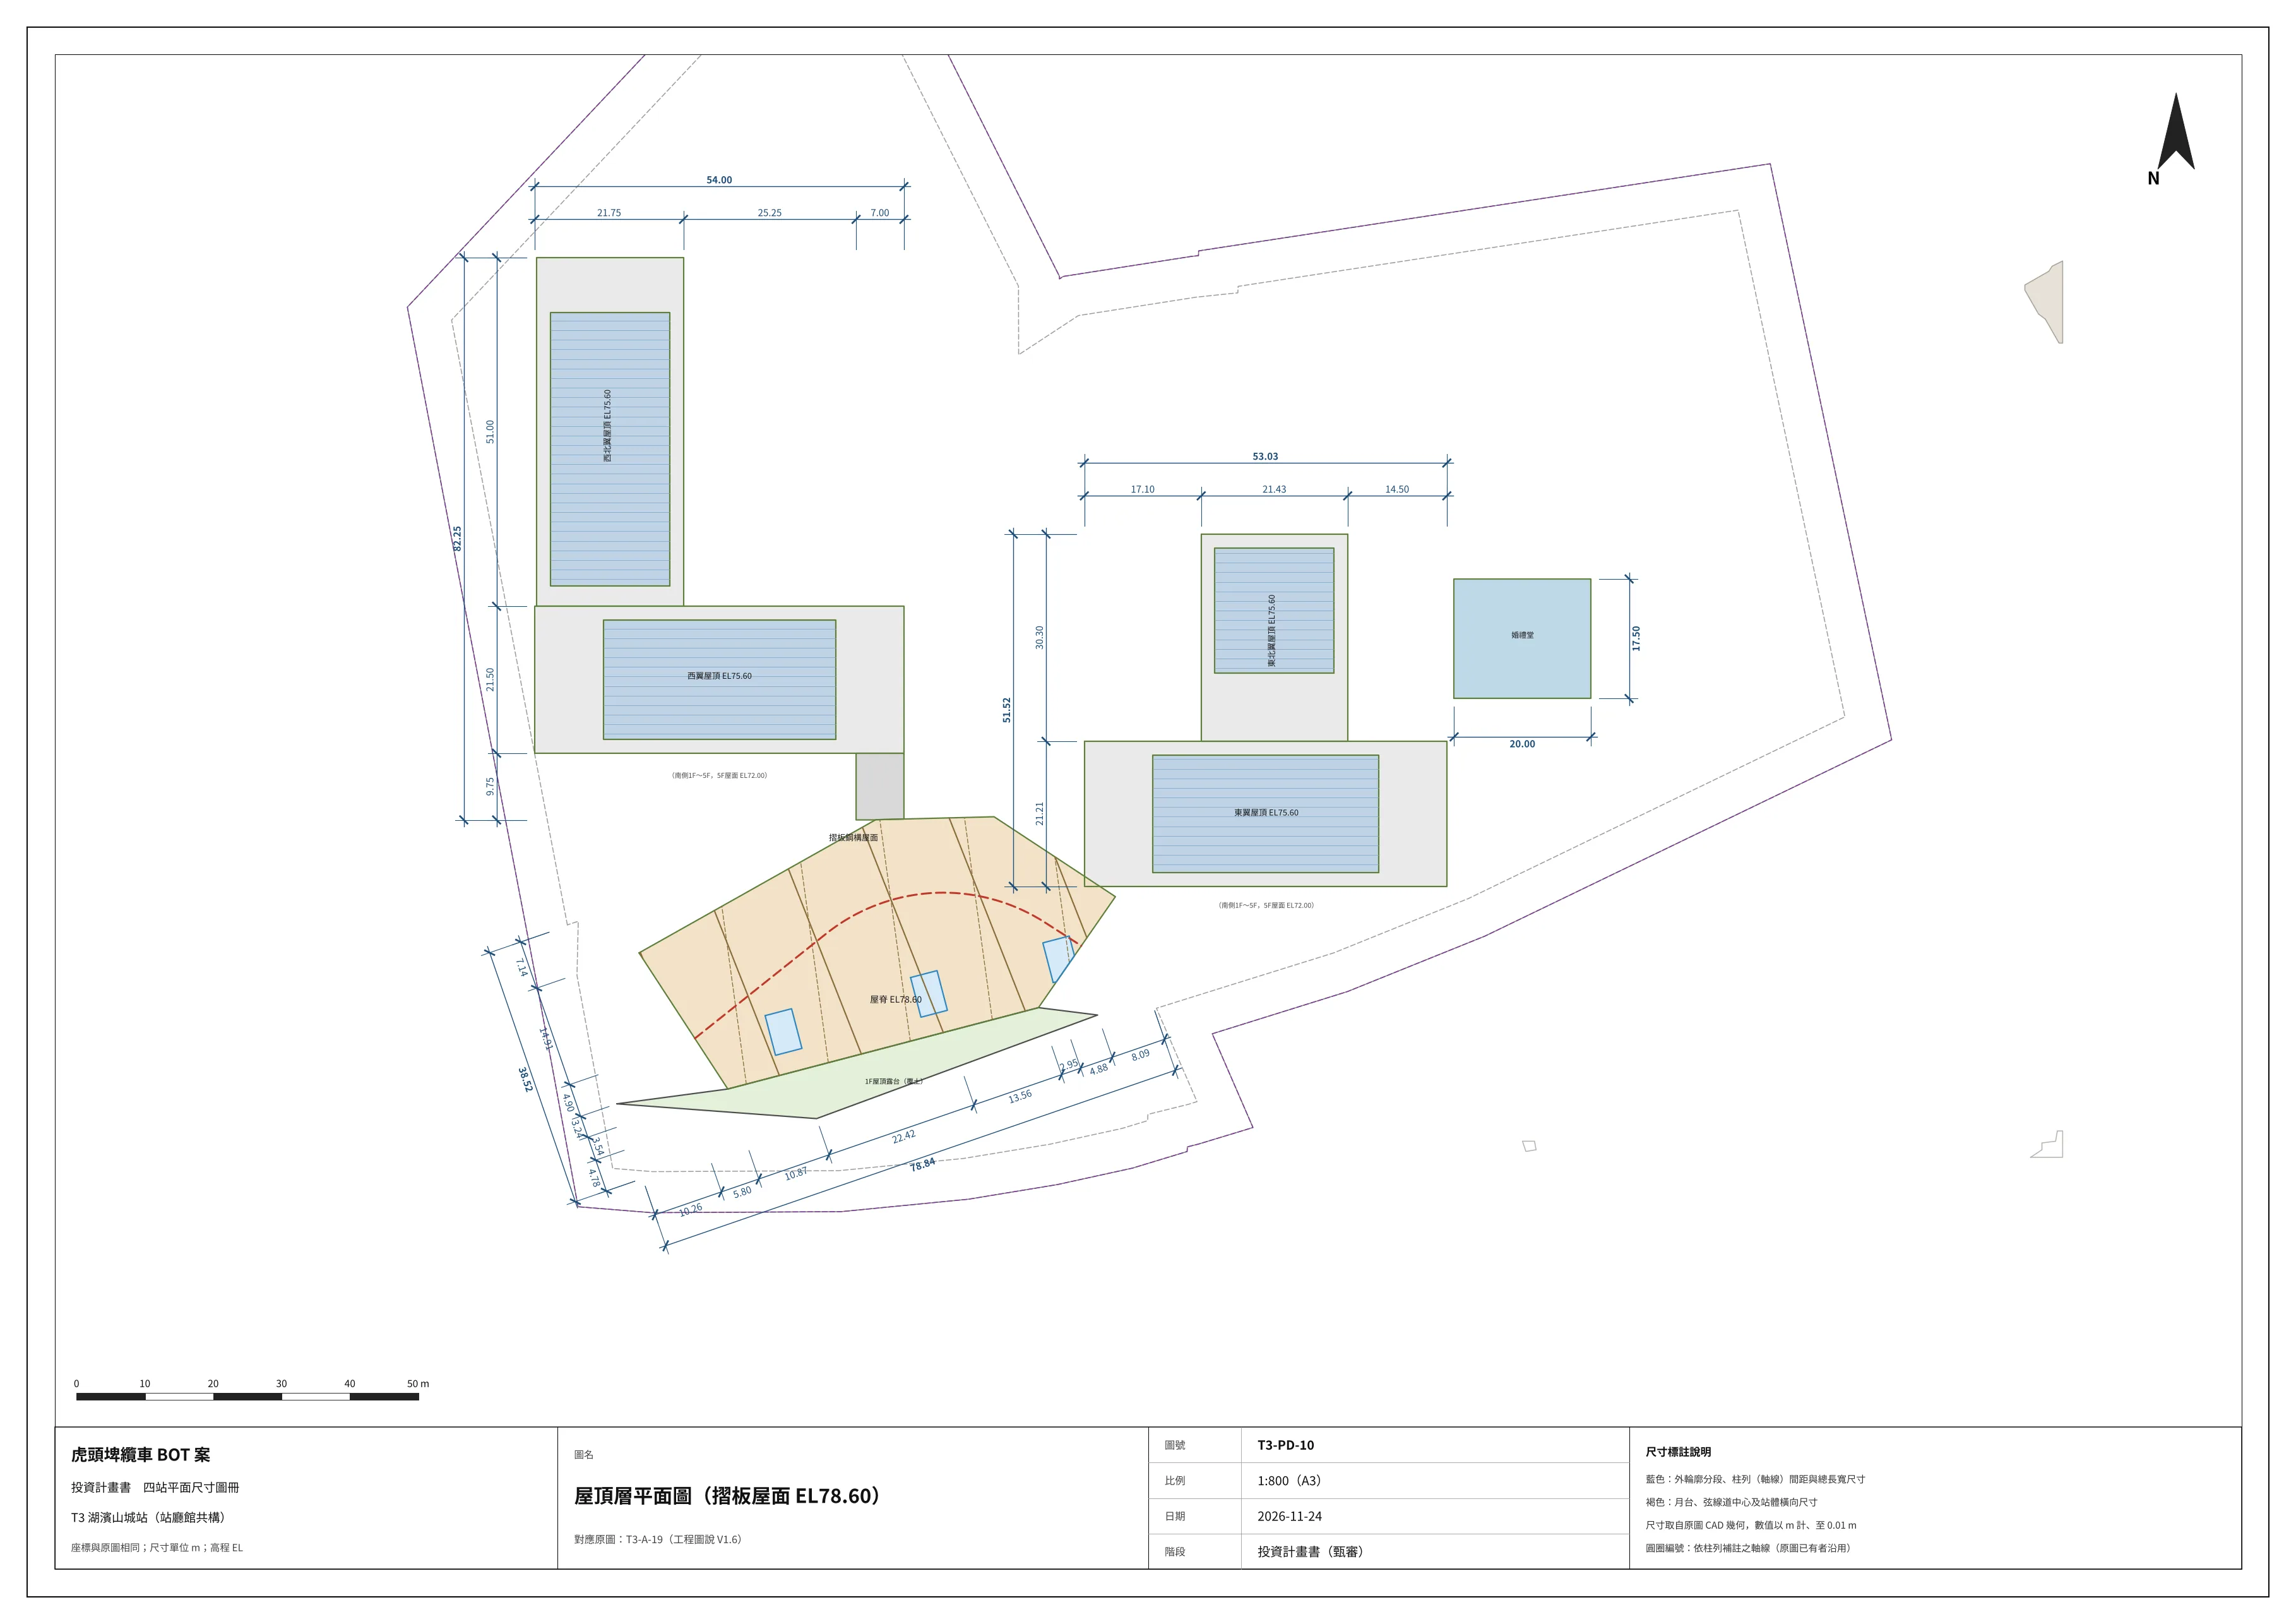 N
54.00
21.75 25.25 7.00
51.00
82.25
21.50
9.75
西北翼屋頂 EL75.60
西翼屋頂 EL75.60
（南側1F～5F，5F屋面 EL72.00）
53.03
17.10 21.43 14.50
30.30
51.52
21.21
東北翼屋頂 EL75.60
婚禮堂
17.50
20.00
東翼屋頂 EL75.60
（南側1F～5F，5F屋面 EL72.00）
摺板鋼構屋面
屋脊 EL78.60
1F屋頂露台（覆土）
7.14
14.91
38.52
4.90
3.24
3.54
4.78
10.26
5.80
10.87
22.42
13.56
2.95
4.88
8.09
78.84
0 10 20 30 40 50 m
虎頭埤纜車 BOT 案
投資計畫書　四站平面尺寸圖冊
T3 湖濱山城站（站廳館共構）
座標與原圖相同；尺寸單位 m；高程 EL
圖名
屋頂層平面圖（摺板屋面 EL78.60）
對應原圖：T3-A-19（工程圖說 V1.6）
圖號 T3-PD-10
比例 1:800（A3）
日期 2026-11-24
階段 投資計畫書（甄審）
尺寸標註說明
藍色：外輪廓分段、柱列（軸線）間距與總長寬尺寸
褐色：月台、弦線道中心及站體橫向尺寸
尺寸取自原圖 CAD 幾何，數值以 m 計、至 0.01 m
圓圈編號：依柱列補註之軸線（原圖已有者沿用）